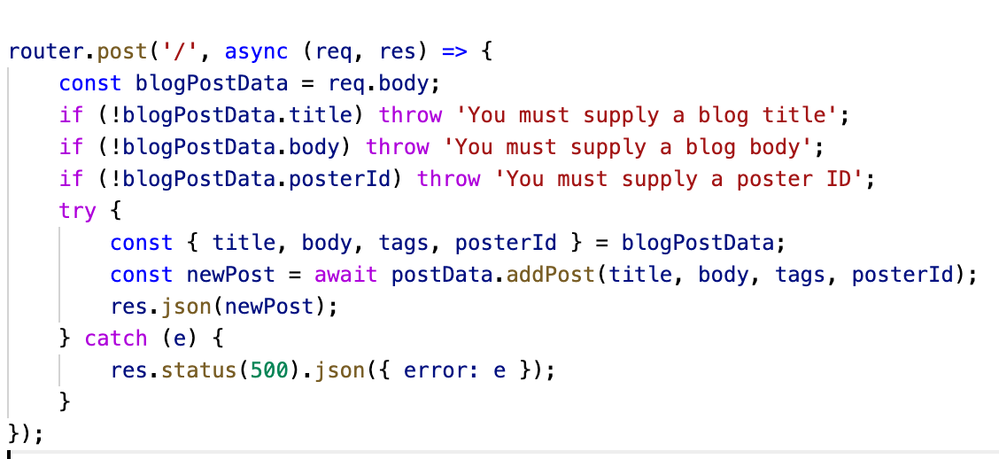 router.post('/', async (req, res) => {
    const blogPostData = req.body;
    if (!blogPostData.title) throw 'You must supply a blog title';
    if (!blogPostData.body) throw 'You must supply a blog body';
    if (!blogPostData.posterId) throw 'You must supply a poster ID';
    try {
        const { title, body, tags, posterId } = blogPostData;
        const newPost = await postData.addPost(title, body, tags, posterId);
        res.json(newPost);
    } catch (e) {
        res.status(500).json({ error: e });
    }
});